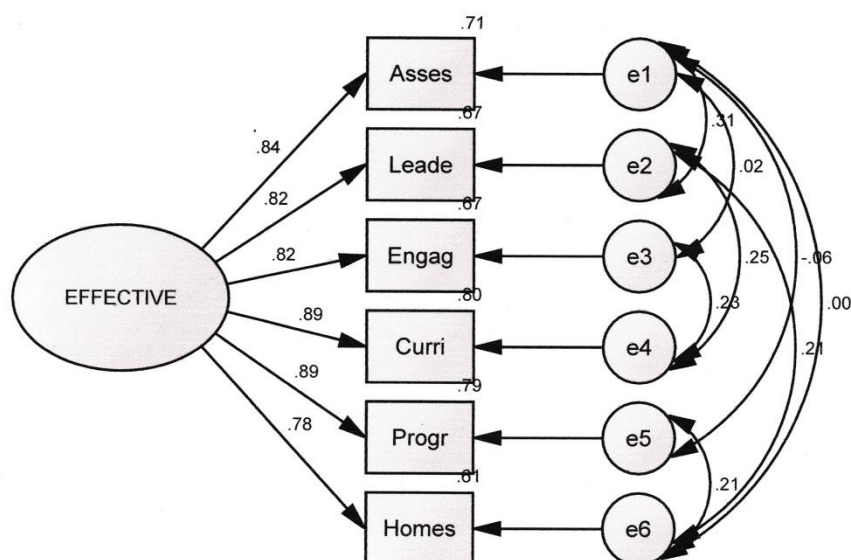 .71
Asses
e1
.67
.31
.84
Leade
e2
.02
.82
.67
.82
Engag
e3
.25
-.06
EFFECTIVE
.80
.23
.00
.89
Curri
e4
.21
.89
.79
.78
Progr
e5
.61
.21
Homes
e6